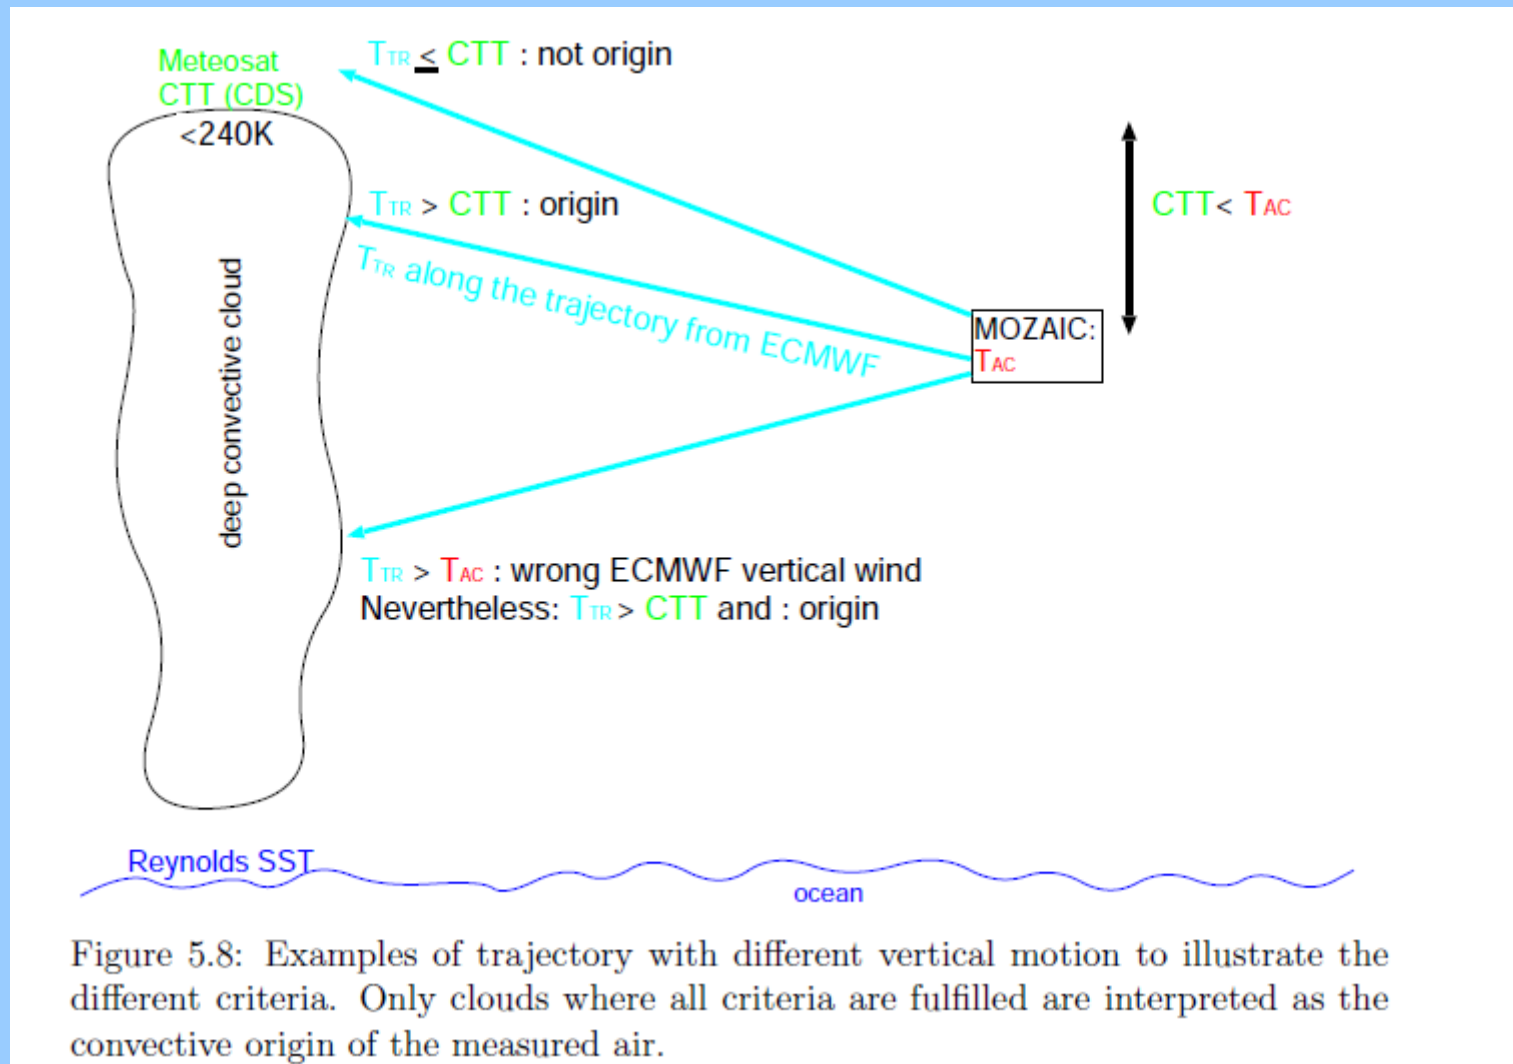 Meteosat
CTT (CDS)
<240K
T_TR ≤ CTT : not origin
T_TR > CTT : origin
T_TR along the trajectory from ECMWF
CTT< T_AC
MOZAIC:
T_AC
deep convective cloud
T_TR > T_AC : wrong ECMWF vertical wind
Nevertheless: T_TR > CTT and : origin
Reynolds SST
ocean
Figure 5.8: Examples of trajectory with different vertical motion to illustrate the
different criteria. Only clouds where all criteria are fulfilled are interpreted as the
convective origin of the measured air.